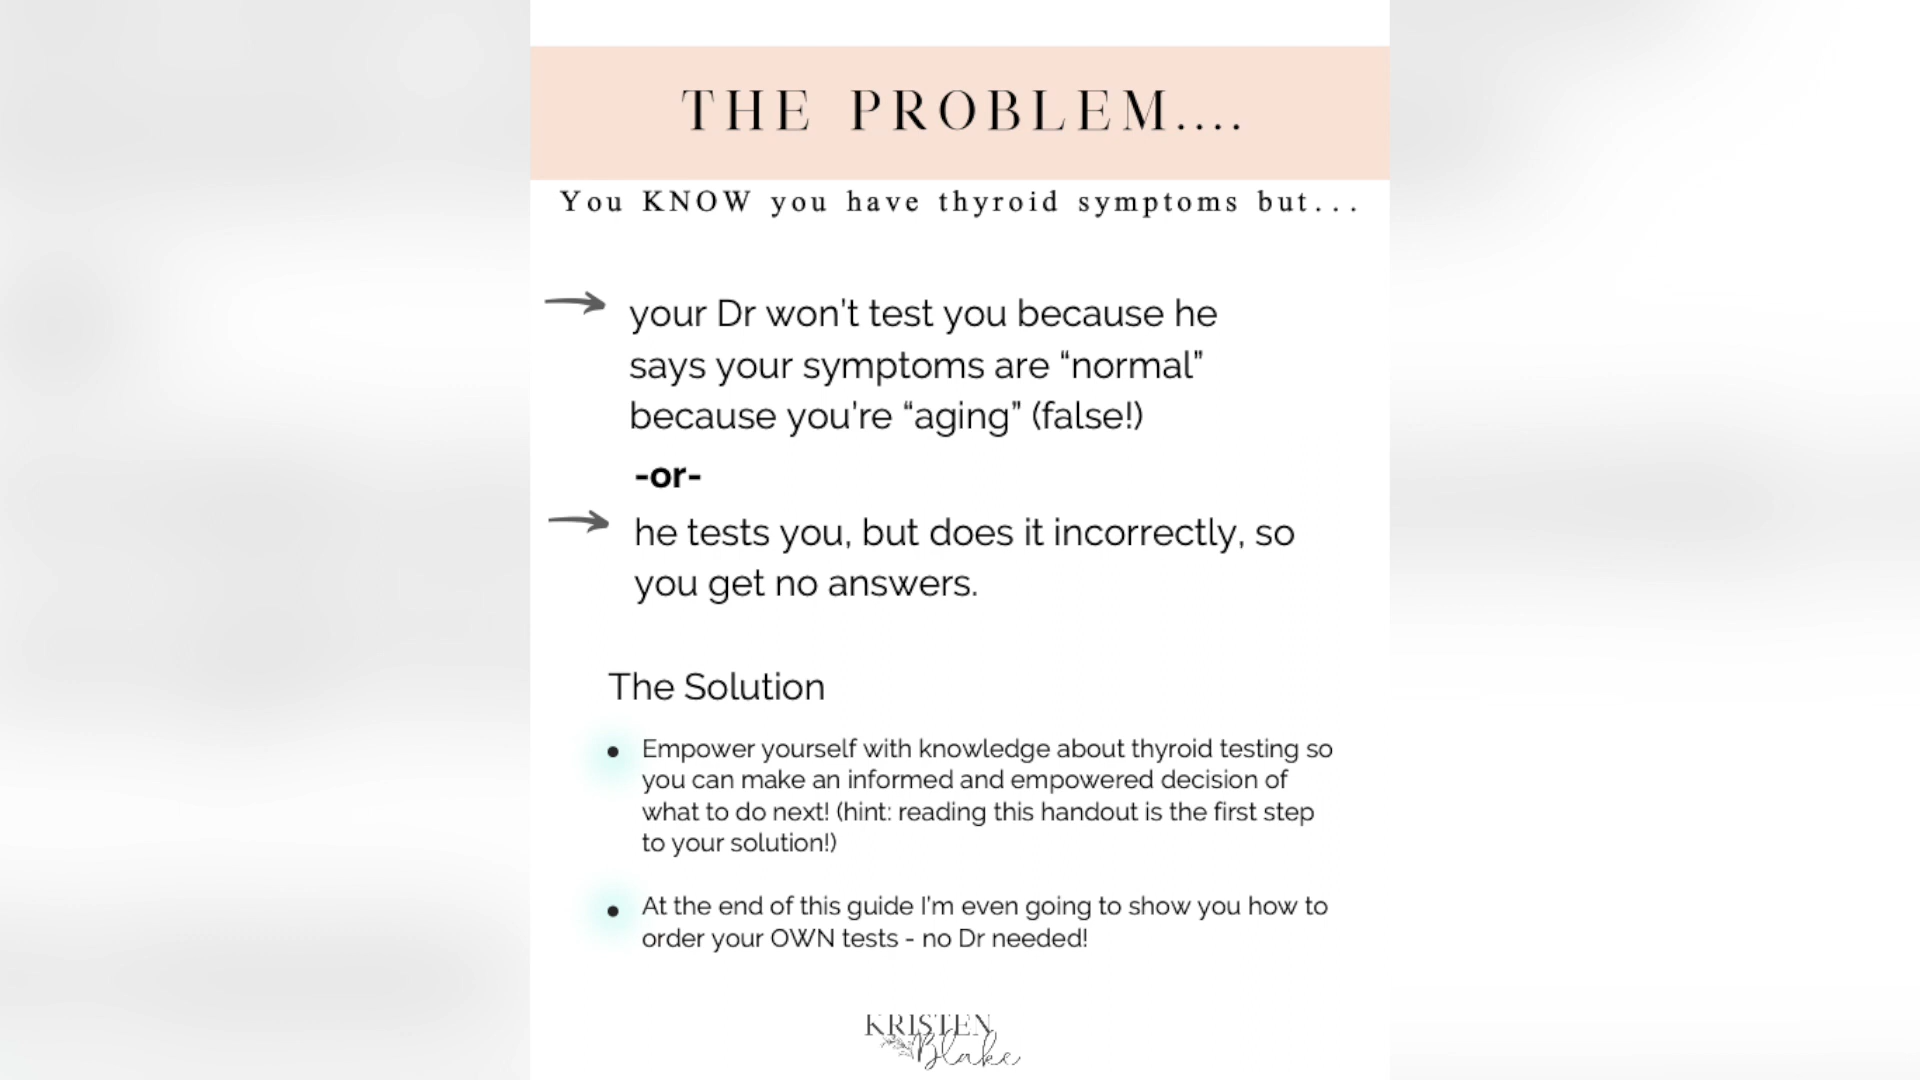 THE PROBLEM....
You KNOW you have thyroid symptoms but...
your Dr won't test you because he
says your symptoms are “normal”
because you're “aging” (false!)
-or-
he tests you, but does it incorrectly, so
you get no answers.
The Solution
• Empower yourself with knowledge about thyroid testing so
you can make an informed and empowered decision of
what to do next! (hint: reading this handout is the first step
to your solution!)
• At the end of this guide I'm even going to show you how to
order your OWN tests - no Dr needed!
KRISTEN
Blake